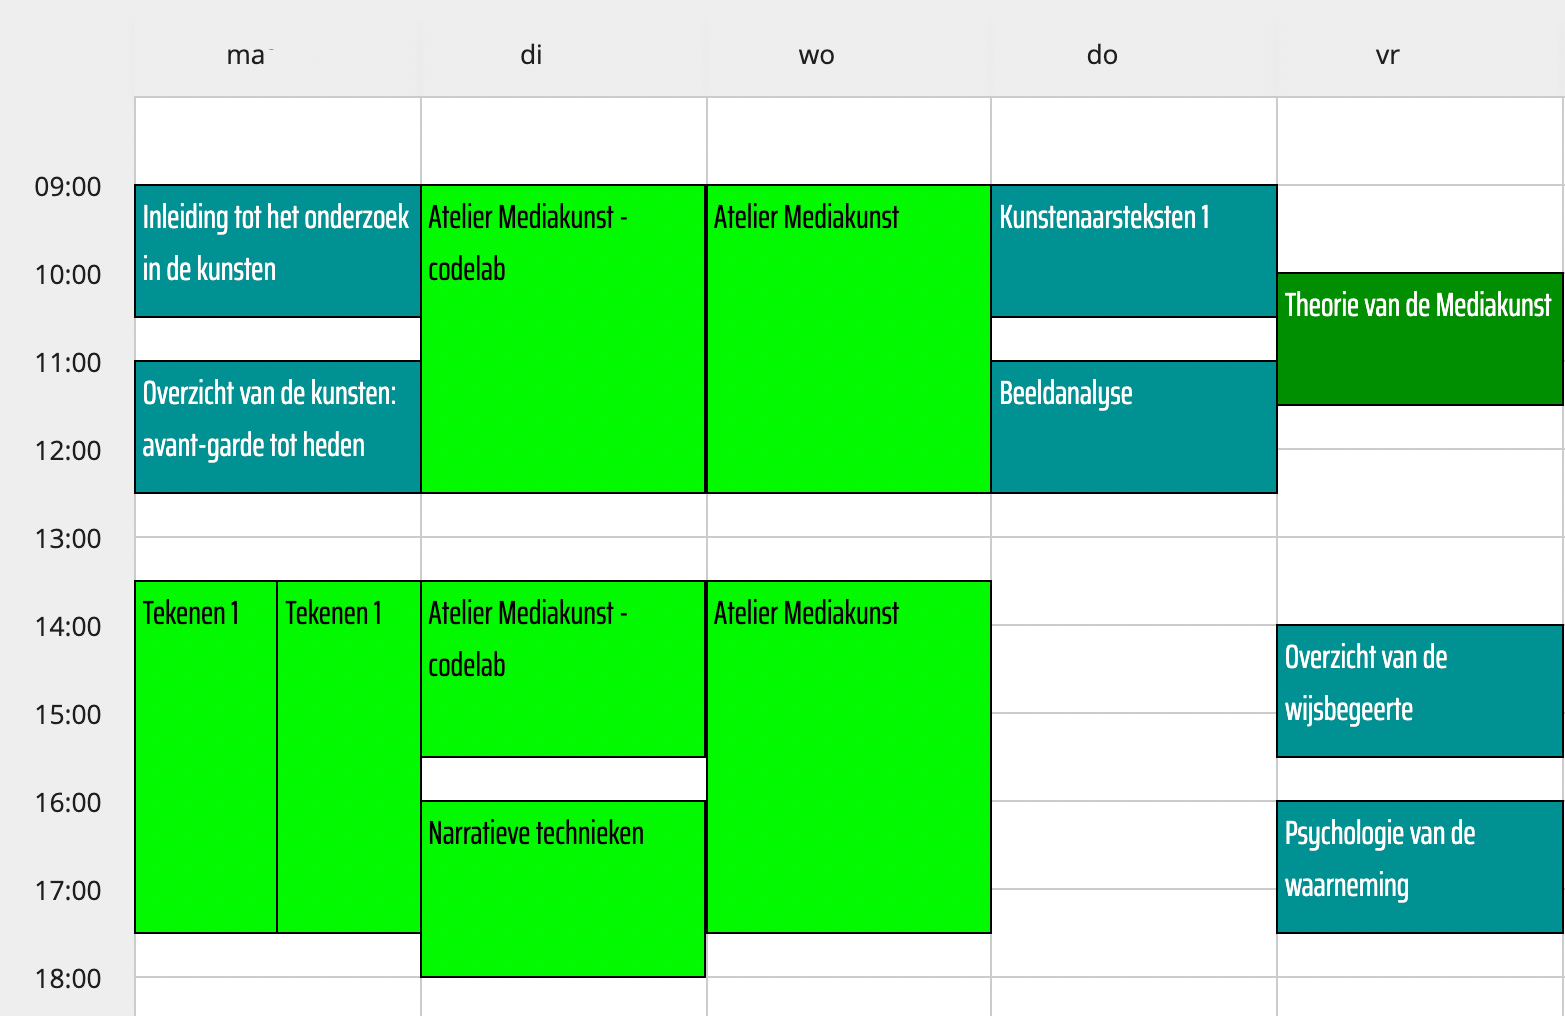 ma
di
wo
do
vr
09:00
10:00
11:00
12:00
13:00
14:00
15:00
16:00
17:00
18:00
Inleiding tot het onderzoek
in de kunsten
Overzicht van de kunsten:
avant-garde tot heden
Tekenen 1
Tekenen 1
Atelier Mediakunst -
codelab
Atelier Mediakunst -
codelab
Narratieve technieken
Atelier Mediakunst
Atelier Mediakunst
Kunstenaarsteksten 1
Beeldanalyse
Theorie van de Mediakunst
Overzicht van de
wijsbegeerte
Psychologie van de
waarneming